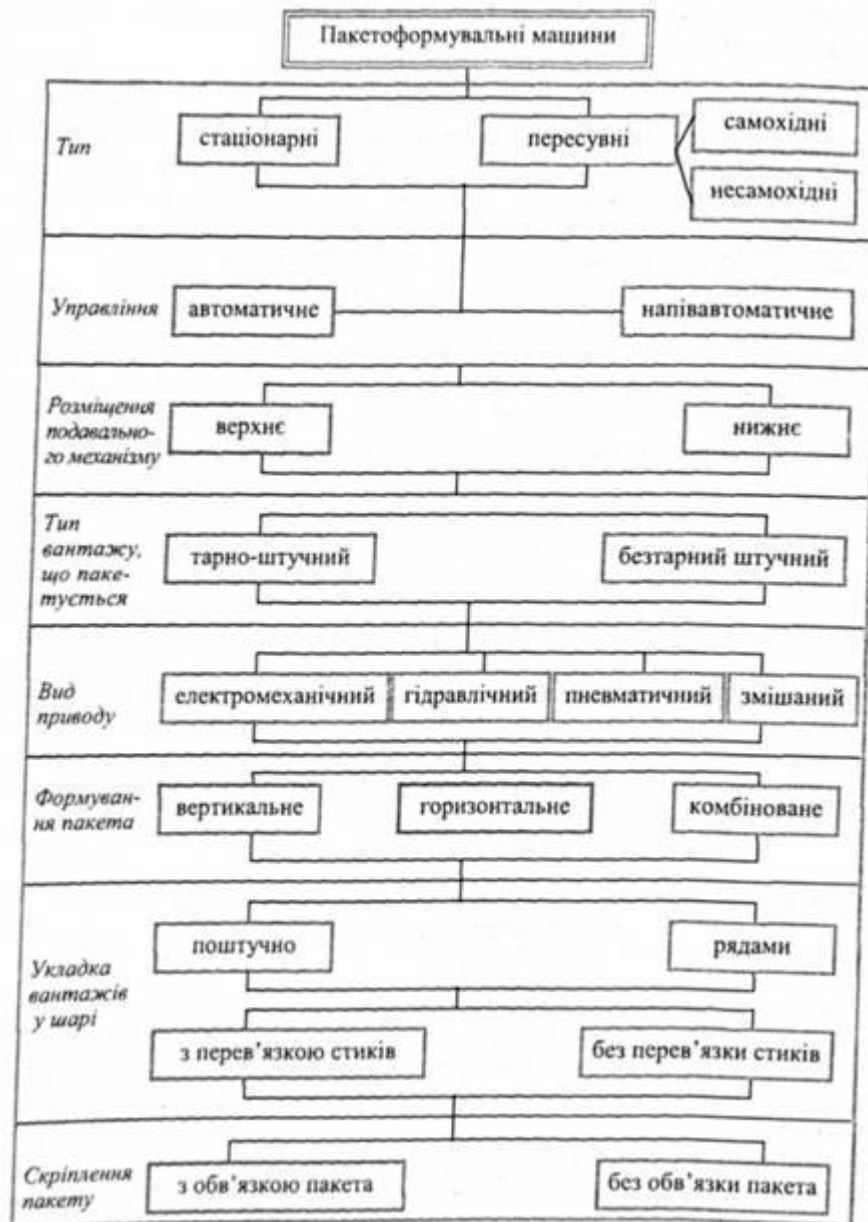 Пакетоформувальні машини
Тип
стаціонарні
пересувні
самохідні
несамохідні
Управління
автоматичне
напівавтоматичне
Розміщення
подавально-
го механізму
верхнє
нижнє
Тип
вантажу,
що паке-
тується
тарно-штучний
безтарний штучний
Вид
приводу
електромеханічний
гідравлічний
пневматичний
змішаний
Формуван-
ня пакета
вертикальне
горизонтальне
комбіноване
Укладка
вантажів
у шарі
поштучно
рядами
з перев’язкою стиків
без перев’язки стиків
Скріплення
пакету
з обв’язкою пакета
без обв’язки пакета